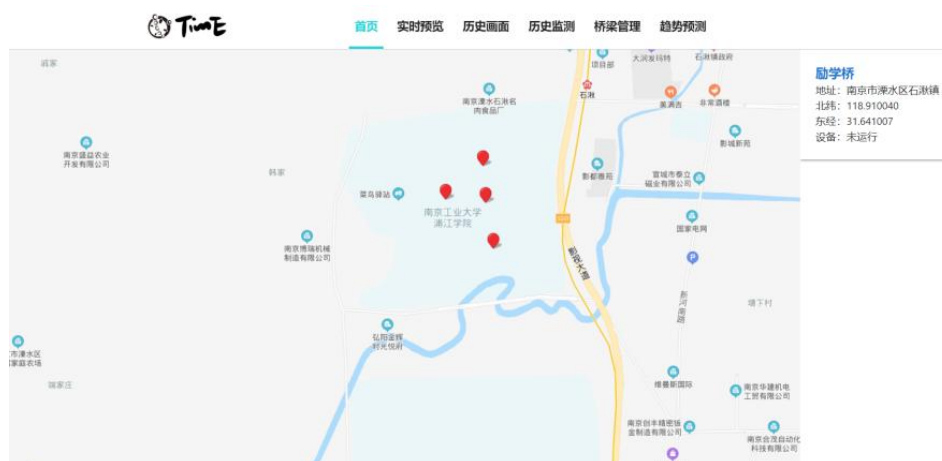 TimE
首页 实时预览 历史画面 历史监测 桥梁管理 趋势预测
项目部
大润发玛特
石湫镇政府
石湫
南京溧水石湫名
肉食品厂
美满吉
非常酒楼
影城新苑
南京盛益农业
开发有限公司
韩家
菜鸟驿站
影都雅苑
宣城市泰立
磁业有限公司
南京工业大学
浦江学院
国家电网
南京博瑞机械
制造有限公司
影视大道
新河南路
塘下村
弘阳金辉
时光悦府
市溧水区
家庭农场
端家庄
维曼新国际
南京华建机电
工贸有限公司
南京创丰精密钣
金制造有限公司
南京合茂自动化
科技有限公司
励学桥
地址：南京市溧水区石湫镇
北纬：118.910040
东经：31.641007
设备：未运行